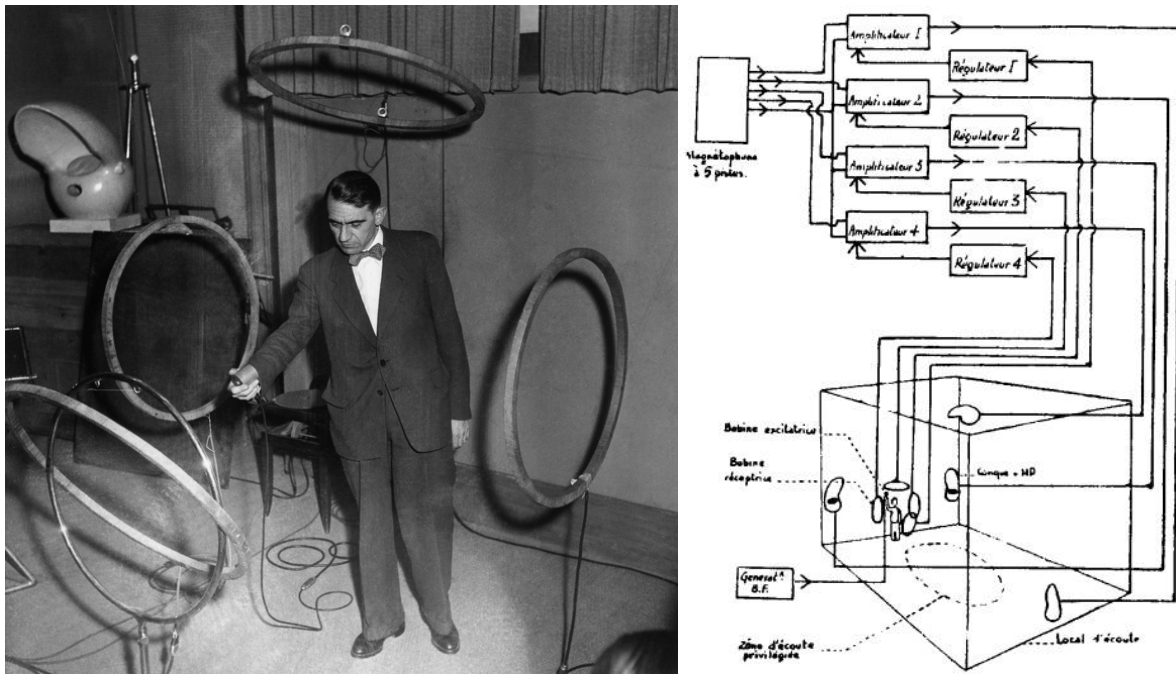 Amplificateur 1
Régulateur 1
Amplificateur 2
Régulateur 2
Magnétophone
à 5 pistes.
Amplificateur 3
Régulateur 3
Amplificateur 4
Régulateur 4
Bobine excitatrice
Bobine
réceptrice
Conque + HP
Générat^n
B.F.
Zône d'écoute
privilégiée
Local d'écoute